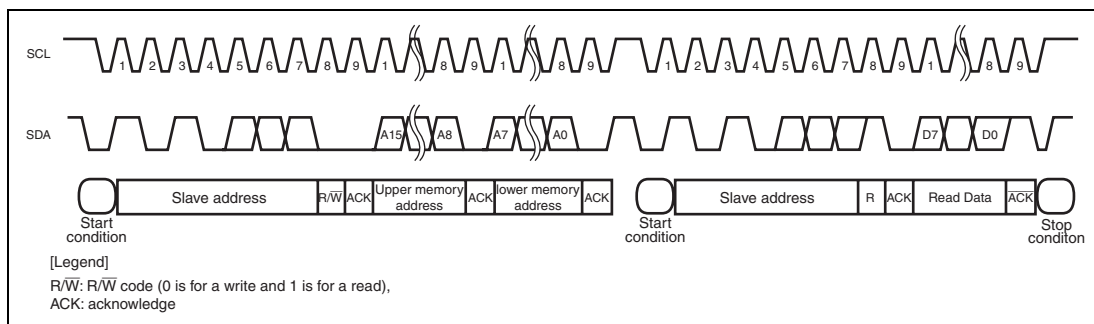 SCL
1 2 3 4 5 6 7 8 9 1 8 9 1 8 9 1 2 3 4 5 6 7 8 9 1 8 9
SDA
A15 A8 A7 A0 D7 D0
Slave address R/W ACK Upper memory address ACK lower memory address ACK Slave address R ACK Read Data ACK
Start condition Start condition Stop conditon
[Legend]
R/W: R/W code (0 is for a write and 1 is for a read),
ACK: acknowledge